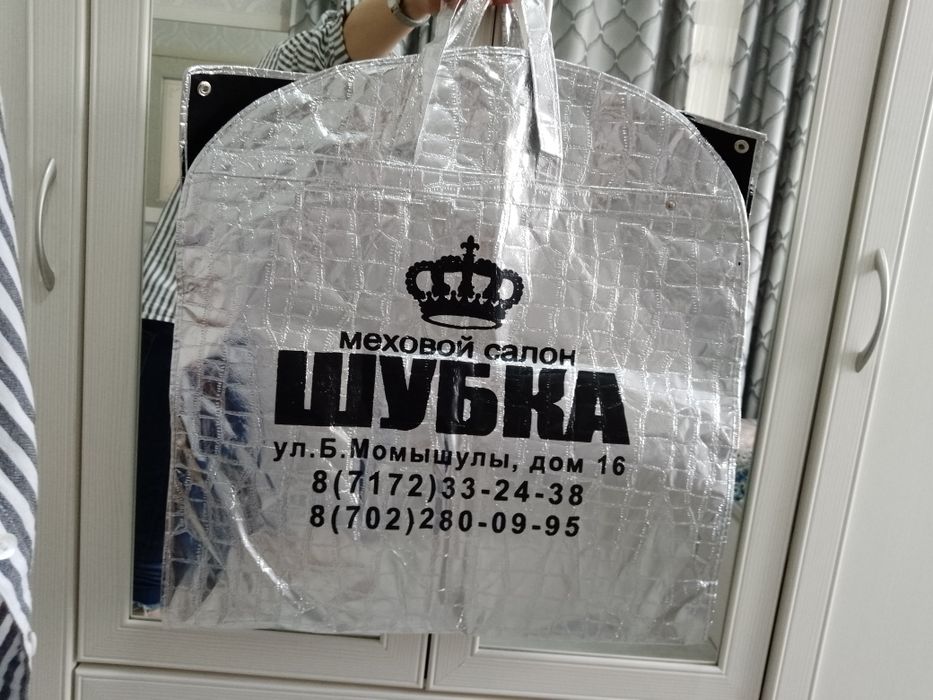 меховой салон
ШУБКА
ул.Б.Момышулы, дом 16
8(7172)33-24-38
8(702)280-09-95